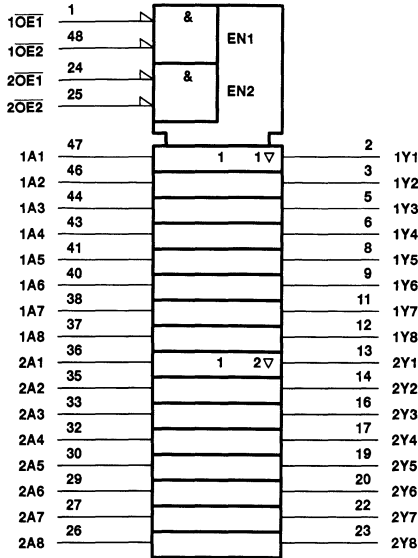 1 &
1OE1
48 EN1
1OE2
24 &
2OE1
25 EN2
2OE2
47 1 1▽ 2
1A1 1Y1
46 3
1A2 1Y2
44 5
1A3 1Y3
43 6
1A4 1Y4
41 8
1A5 1Y5
40 9
1A6 1Y6
38 11
1A7 1Y7
37 12
1A8 1Y8
36 1 2▽ 13
2A1 2Y1
35 14
2A2 2Y2
33 16
2A3 2Y3
32 17
2A4 2Y4
30 19
2A5 2Y5
29 20
2A6 2Y6
27 22
2A7 2Y7
26 23
2A8 2Y8